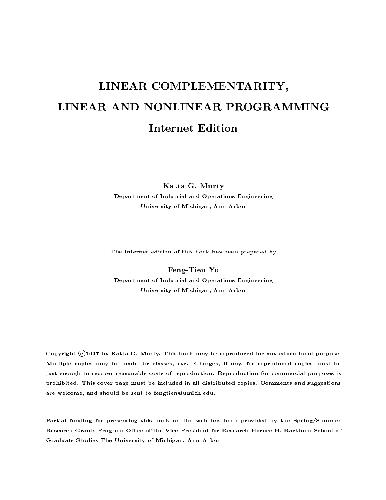 LINEAR COMPLEMENTARITY,
LINEAR AND NONLINEAR PROGRAMMING
Internet Edition
Katta G. Murty
Department of Industrial and Operations Engineering
University of Michigan, Ann Arbor
The internet edition of this book has been prepared by
Feng-Tien Yu
Department of Industrial and Operations Engineering
University of Michigan, Ann Arbor
Copyright ©1997 by Katta G. Murty. This book may be reproduced for educational purpose.
Multiple copies may be made for classes, etc. Charges, if any, for reproduced copies must be
just enough to recover reasonable costs of reproduction. Reproduction for commercial purposes is
prohibited. This cover page must be included in all distributed copies. Comments and suggestions
are welcome, and should be sent to
Partial funding for presenting this book on the web has been provided by the Spring/Summer
Research Grants Program Office of the Vice President for Research Horace H. Rackham School of
Graduate Studies The University of Michigan, Ann Arbor